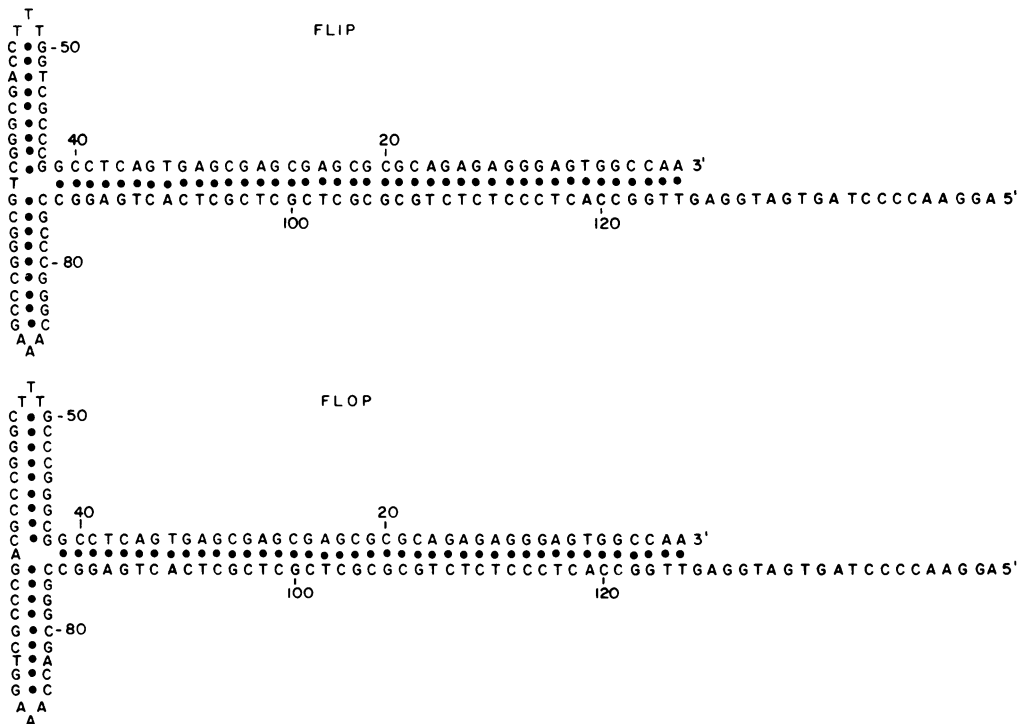 T
T T FLIP
C G-50
C G
A T
G C
C G
G C
G C 40 20
G C
C G G C C T C A G T G A G C G A G C G A G C G C G C A G A G A G G G A G T G G C C A A 3'
T
G C C G G A G T C A C T C G C T C G C T C G C G C G T C T C T C C C T C A C C G G T T G A G G T A G T G A T C C C C A A G G A 5'
C G 100 120
G C
G C
G C-80
C G
C G
C G
G C
A A
A
T
T T FLOP
C G-50
G C
G C
G C
C G
C G
C G 40 20
G C
C G G C C T C A G T G A G C G A G C G A G C G C G C A G A G A G G G A G T G G C C A A 3'
A
G C C G G A G T C A C T C G C T C G C T C G C G C G T C T C T C C C T C A C C G G T T G A G G T A G T G A T C C C C A A G G A 5'
C G 100 120
C G
C G
G C-80
C G
T A
G C
G C
A A
A